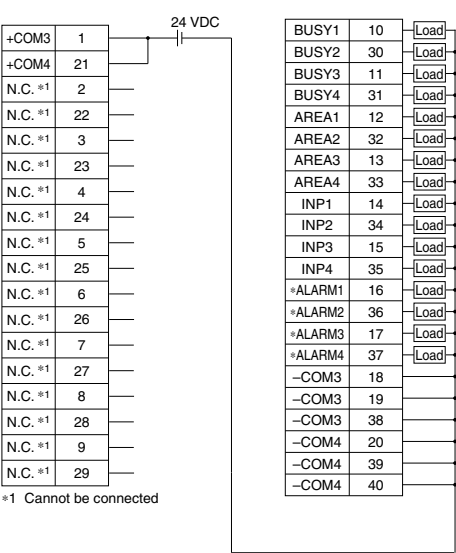 24 VDC
+COM3 1
+COM4 21
N.C. *1 2
N.C. *1 22
N.C. *1 3
N.C. *1 23
N.C. *1 4
N.C. *1 24
N.C. *1 5
N.C. *1 25
N.C. *1 6
N.C. *1 26
N.C. *1 7
N.C. *1 27
N.C. *1 8
N.C. *1 28
N.C. *1 9
N.C. *1 29
*1 Cannot be connected
BUSY1 10 Load
BUSY2 30 Load
BUSY3 11 Load
BUSY4 31 Load
AREA1 12 Load
AREA2 32 Load
AREA3 13 Load
AREA4 33 Load
INP1 14 Load
INP2 34 Load
INP3 15 Load
INP4 35 Load
*ALARM1 16 Load
*ALARM2 36 Load
*ALARM3 17 Load
*ALARM4 37 Load
–COM3 18
–COM3 19
–COM3 38
–COM4 20
–COM4 39
–COM4 40